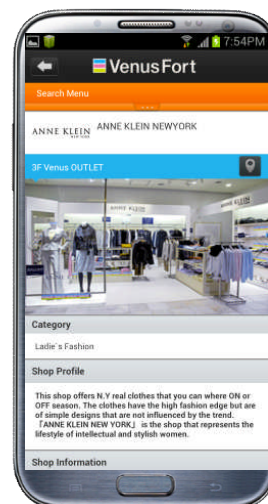 7:54PM
VenusFort
Search Menu
ANNE KLEIN ANNE KLEIN NEWYORK
3F Venus OUTLET
ANNE KLEIN
Category
Ladie`s Fashion
Shop Profile
This shop offers N.Y real clothes that you can where ON or
OFF season. The clothes have the high fashion edge but are
of simple designs that are not influenced by the trend.
「ANNE KLEIN NEW YORK」 is the shop that represents the
lifestyle of intellectual and stylish women.
Shop Information